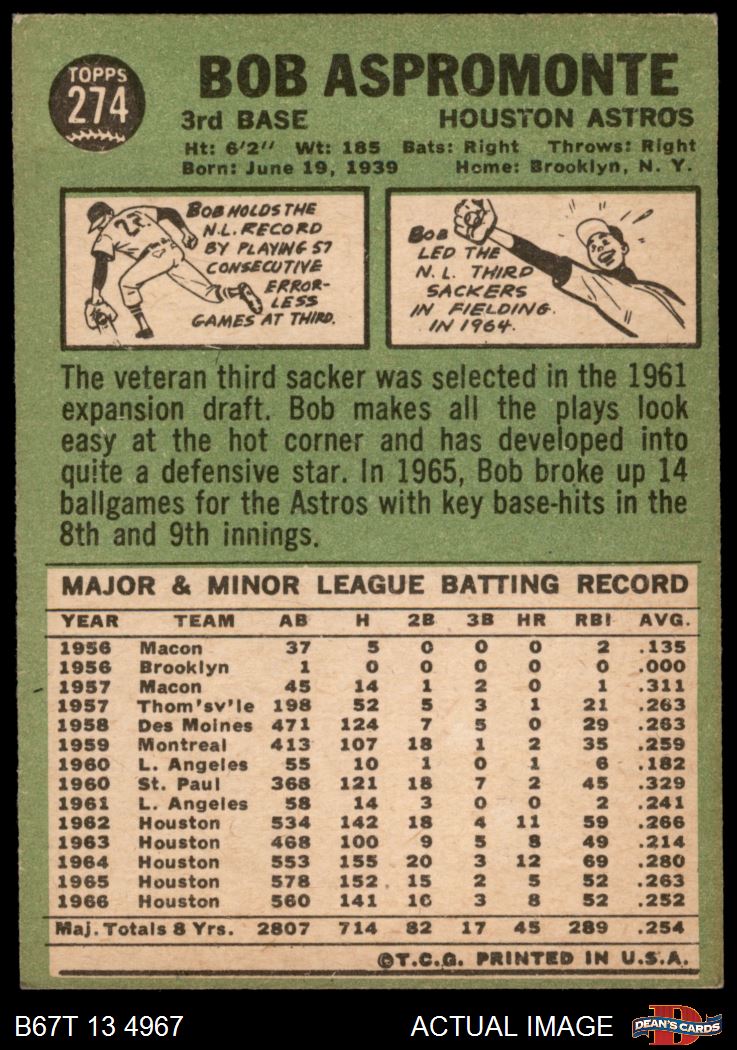 TOPPS
274
BOB ASPROMONTE
3rd BASE HOUSTON ASTROS
Ht: 6'2" Wt: 185 Bats: Right Throws: Right
Born: June 19, 1939 Home: Brooklyn, N. Y.
BOB HOLDS THE
N.L. RECORD
BY PLAYING 57
CONSECUTIVE
ERROR-
LESS
GAMES AT THIRD.
BOB
LED THE
N.L. THIRD
SACKERS
IN FIELDING
IN 1964.
The veteran third sacker was selected in the 1961
expansion draft. Bob makes all the plays look
easy at the hot corner and has developed into
quite a defensive star. In 1965, Bob broke up 14
ballgames for the Astros with key base-hits in the
8th and 9th innings.
MAJOR & MINOR LEAGUE BATTING RECORD
YEAR TEAM AB H 2B 3B HR RBI AVG.
1956 Macon 37 5 0 0 0 2 .135
1956 Brooklyn 1 0 0 0 0 0 .000
1957 Macon 45 14 1 2 0 1 .311
1957 Thom'sv'le 198 52 5 3 1 21 .263
1958 Des Moines 471 124 7 5 0 29 .263
1959 Montreal 413 107 18 1 2 35 .259
1960 L. Angeles 55 10 1 0 1 6 .182
1960 St. Paul 368 121 18 7 2 45 .329
1961 L. Angeles 58 14 3 0 0 2 .241
1962 Houston 534 142 18 4 11 59 .266
1963 Houston 468 100 9 5 8 49 .214
1964 Houston 553 155 20 3 12 69 .280
1965 Houston 578 152 15 2 5 52 .263
1966 Houston 560 141 16 3 8 52 .252
Maj. Totals 8 Yrs. 2807 714 82 17 45 289 .254
©T.C.G. PRINTED IN U.S.A.
B67T 13 4967 ACTUAL IMAGE
DEAN'S CARDS